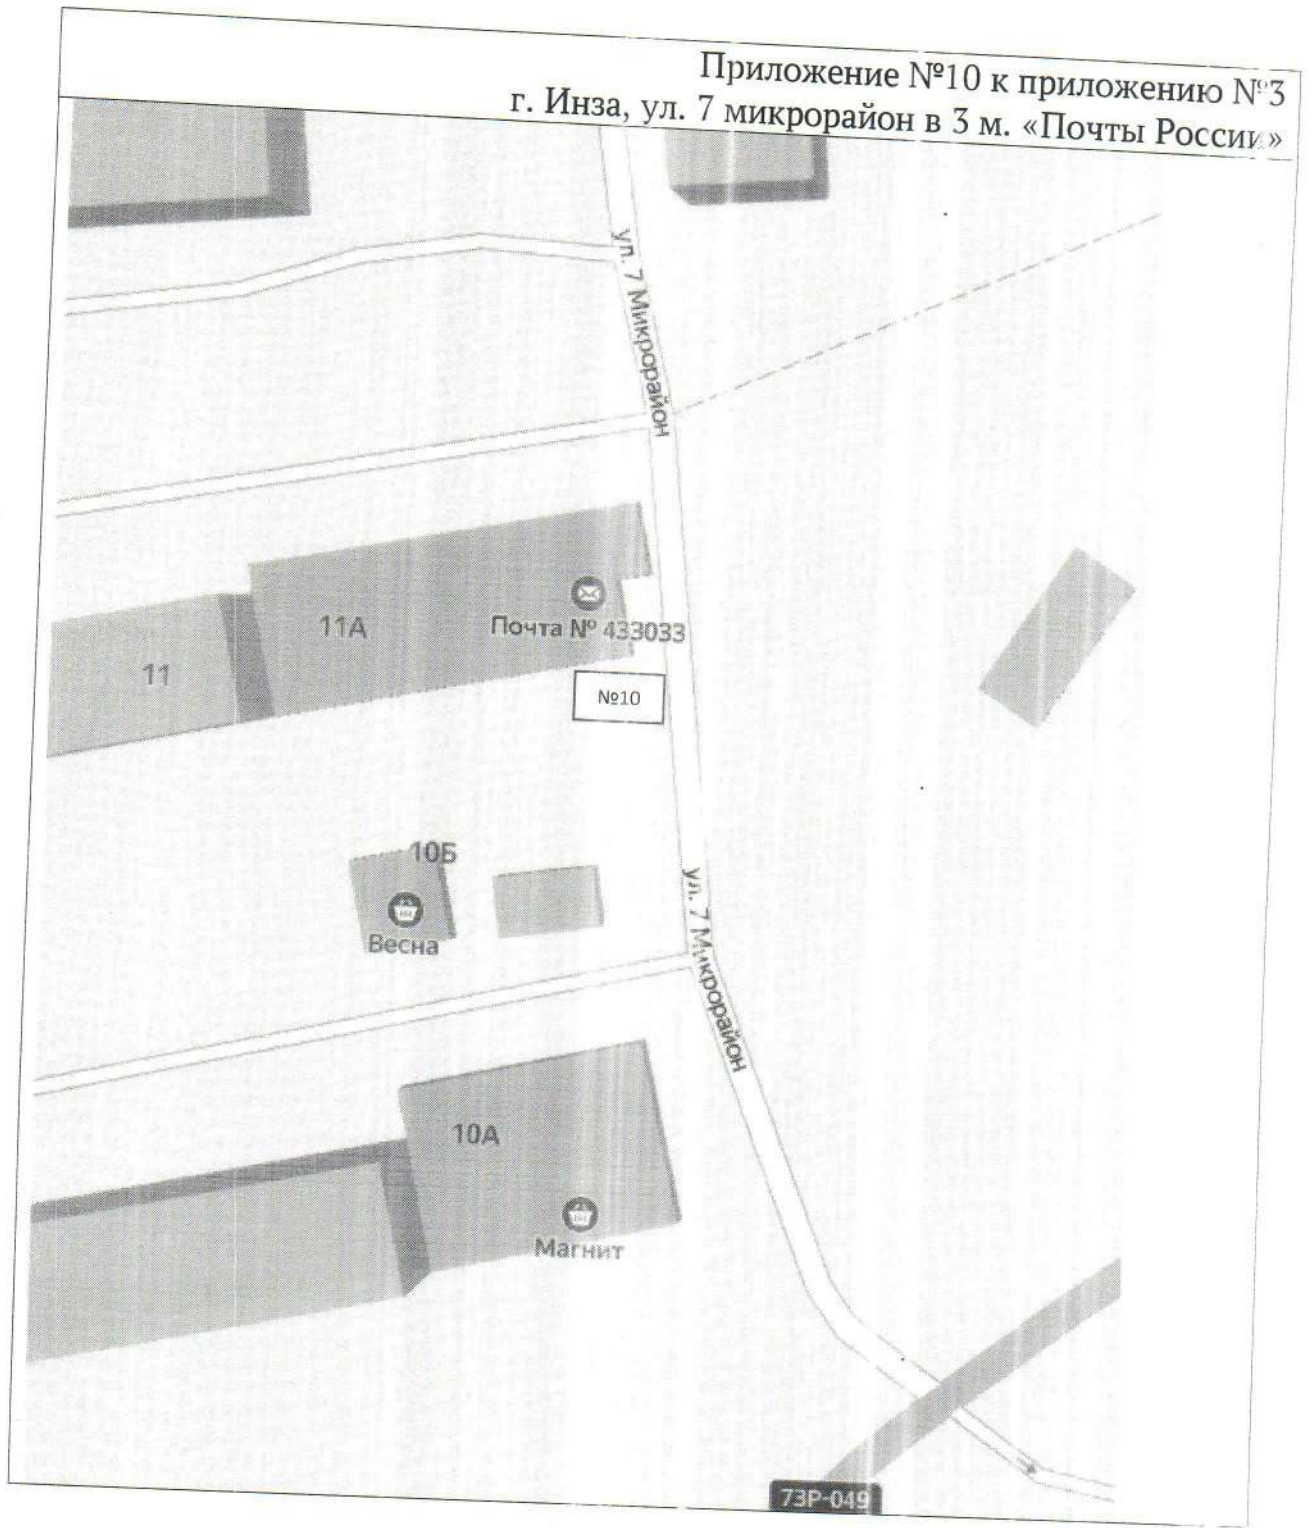 Приложение №10 к приложению №3
г. Инза, ул. 7 микрорайон в 3 м. «Почты России»
ул. 7 Микрорайон
11А
Почта № 433033
11
№10
10Б
Весна
ул. 7 Микрорайон
10А
Магнит
73Р-049